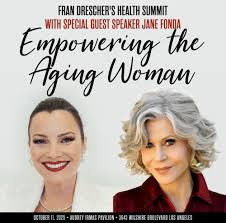 FRAN DRESCHER'S HEALTH SUMMIT
WITH SPECIAL GUEST SPEAKER JANE FONDA
Empowering the
Aging Woman
OCTOBER 11, 2025 • AUDREY IRMAS PAVILION • 3643 WILSHIRE BOULEVARD LOS ANGELES